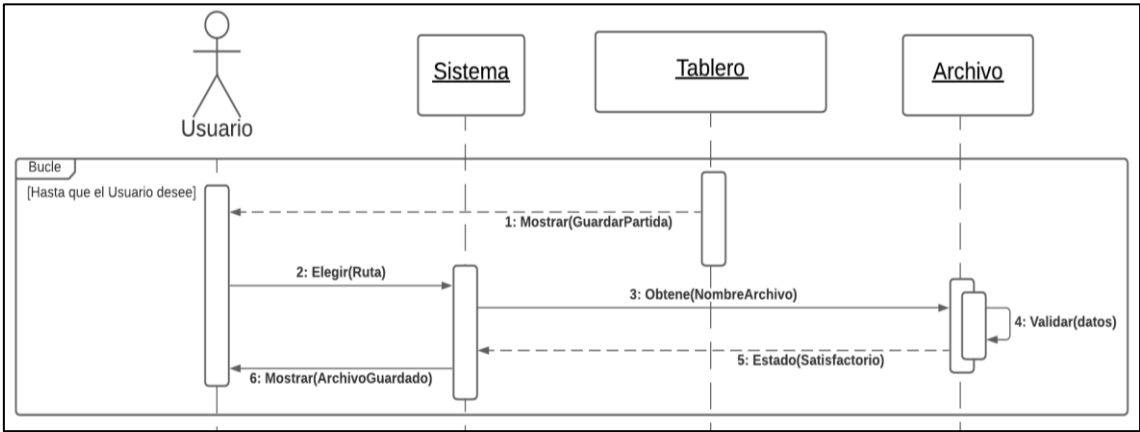 Usuario
Sistema
Tablero
Archivo
Bucle
[Hasta que el Usuario desee]
1: Mostrar(GuardarPartida)
2: Elegir(Ruta)
3: Obtene(NombreArchivo)
4: Validar(datos)
5: Estado(Satisfactorio)
6: Mostrar(ArchivoGuardado)